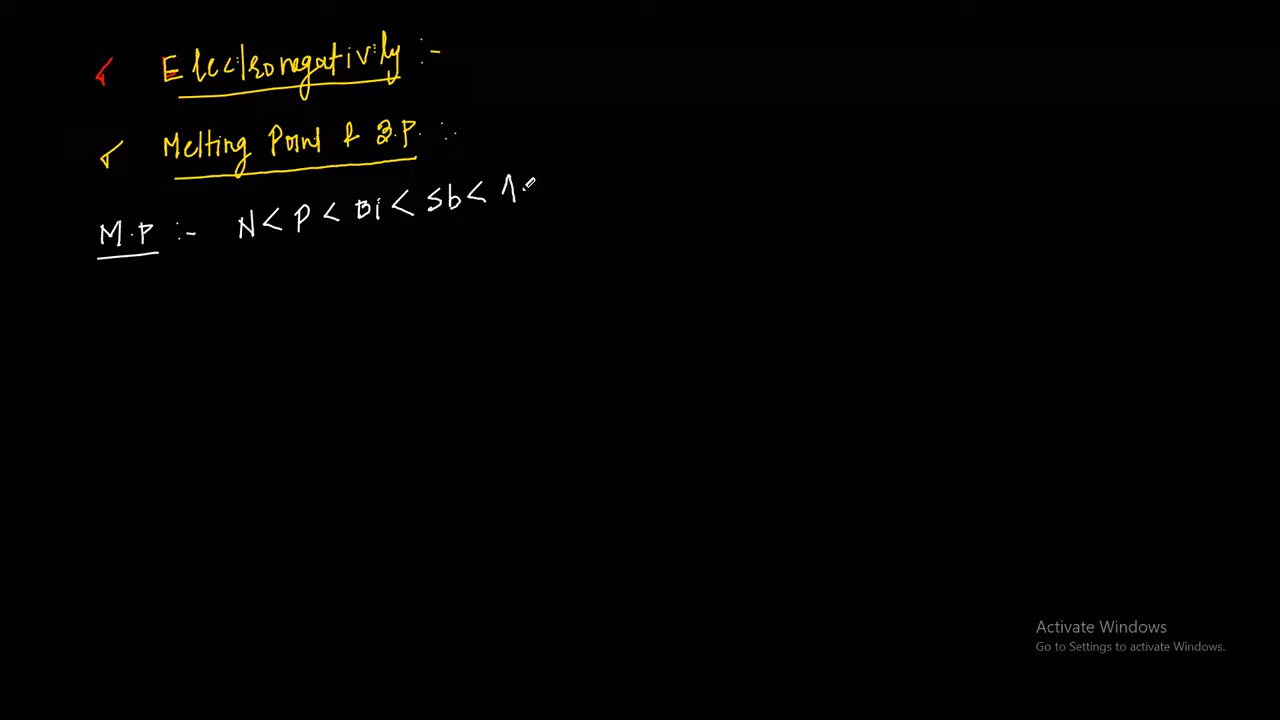 Electronegativity :-
Melting Point & B.P. :-
M.P :- N < P < Bi < Sb <
Activate Windows
Go to Settings to activate Windows.